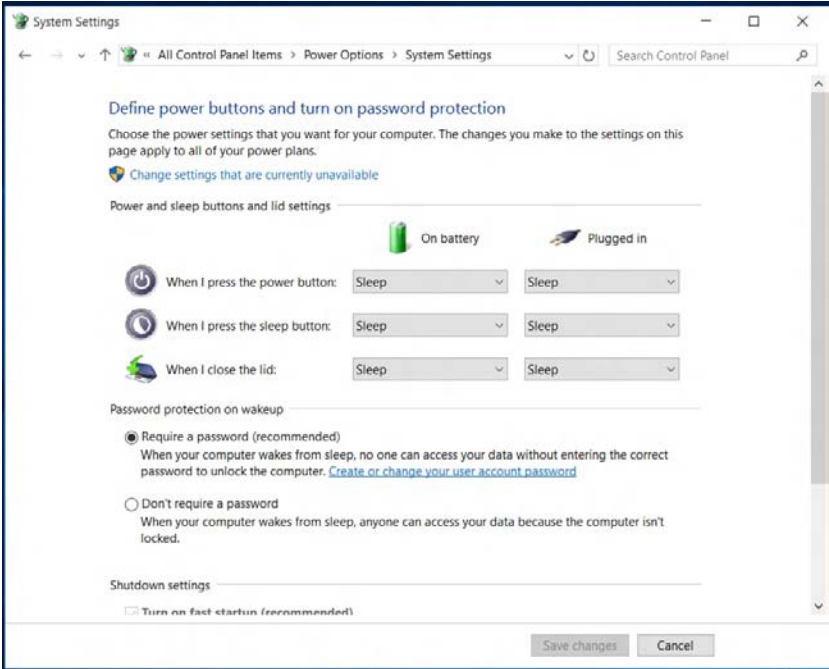 System Settings
« All Control Panel Items > Power Options > System Settings
Search Control Panel
Define power buttons and turn on password protection
Choose the power settings that you want for your computer. The changes you make to the settings on this
page apply to all of your power plans.
Change settings that are currently unavailable
Power and sleep buttons and lid settings
On battery Plugged in
When I press the power button: Sleep Sleep
When I press the sleep button: Sleep Sleep
When I close the lid: Sleep Sleep
Password protection on wakeup
Require a password (recommended)
When your computer wakes from sleep, no one can access your data without entering the correct
password to unlock the computer. Create or change your user account password
Don't require a password
When your computer wakes from sleep, anyone can access your data because the computer isn't
locked.
Shutdown settings
Turn on fast startup (recommended)
Save changes Cancel